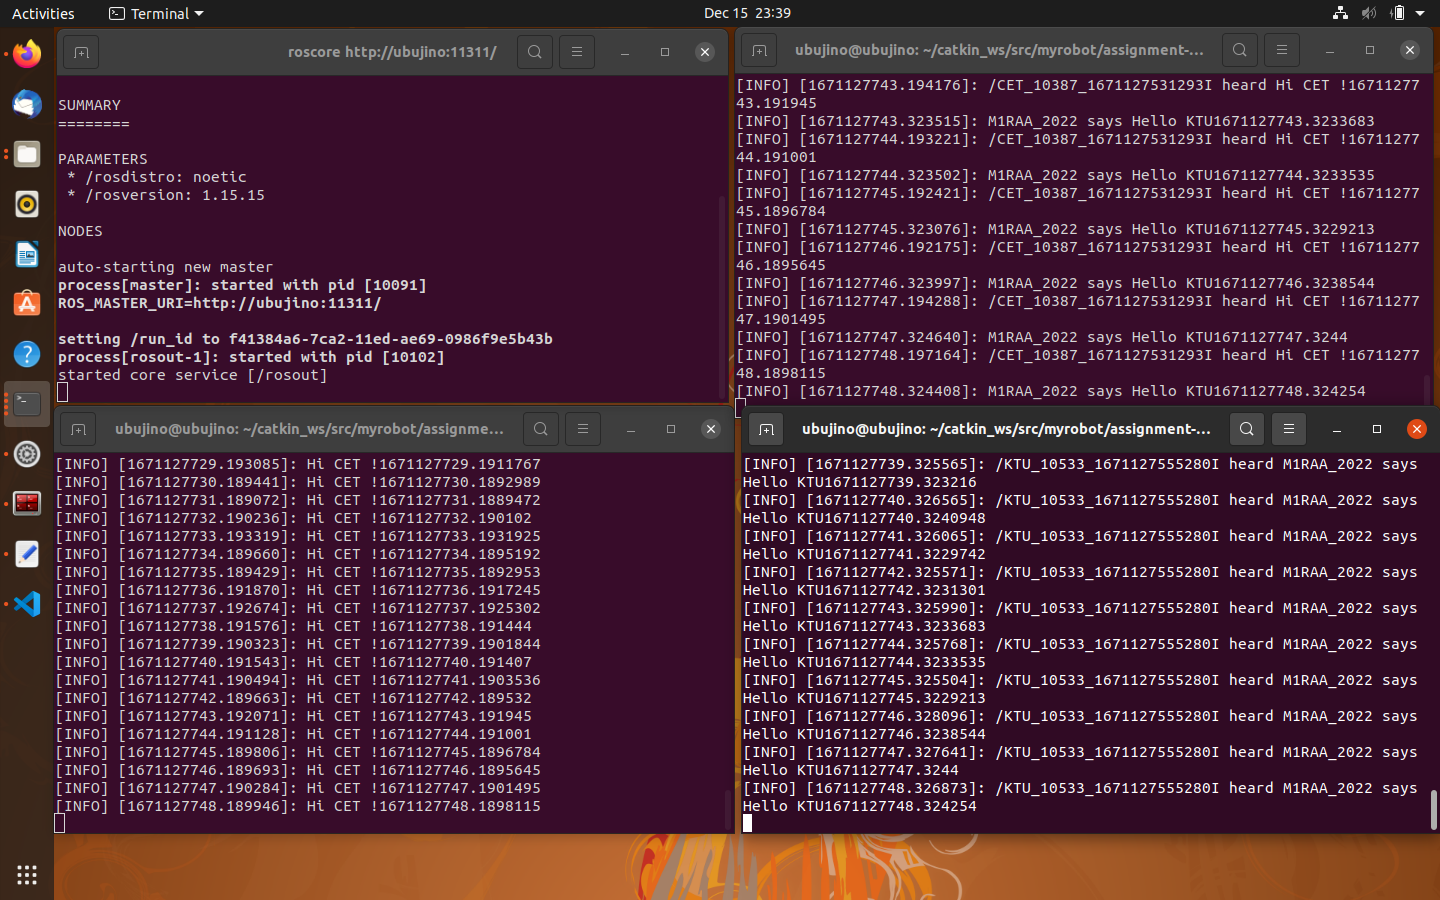 Activities
Terminal
Dec 15 23:39
roscore http://ubujino:11311/
SUMMARY
========
PARAMETERS
* /rosdistro: noetic
* /rosversion: 1.15.15
NODES
auto-starting new master
process[master]: started with pid [10091]
ROS_MASTER_URI=http://ubujino:11311/
setting /run_id to f41384a6-7ca2-11ed-ae69-0986f9e5b43b
process[rosout-1]: started with pid [10102]
started core service [/rosout]
ubujino@ubujino: ~/catkin_ws/src/myrobot/assignment-...
[INFO] [1671127743.194176]: /CET_10387_1671127531293I heard Hi CET !16711277
43.191945
[INFO] [1671127743.323515]: M1RAA_2022 says Hello KTU1671127743.3233683
[INFO] [1671127744.193221]: /CET_10387_1671127531293I heard Hi CET !16711277
44.191001
[INFO] [1671127744.323502]: M1RAA_2022 says Hello KTU1671127744.3233535
[INFO] [1671127745.192421]: /CET_10387_1671127531293I heard Hi CET !16711277
45.1896784
[INFO] [1671127745.323076]: M1RAA_2022 says Hello KTU1671127745.3229213
[INFO] [1671127746.192175]: /CET_10387_1671127531293I heard Hi CET !16711277
46.1895645
[INFO] [1671127746.323997]: M1RAA_2022 says Hello KTU1671127746.3238544
[INFO] [1671127747.194288]: /CET_10387_1671127531293I heard Hi CET !16711277
47.1901495
[INFO] [1671127747.324640]: M1RAA_2022 says Hello KTU1671127747.3244
[INFO] [1671127748.197164]: /CET_10387_1671127531293I heard Hi CET !16711277
48.1898115
[INFO] [1671127748.324408]: M1RAA_2022 says Hello KTU1671127748.324254
ubujino@ubujino: ~/catkin_ws/src/myrobot/assignme...
[INFO] [1671127729.193085]: Hi CET !1671127729.1911767
[INFO] [1671127730.189441]: Hi CET !1671127730.1892989
[INFO] [1671127731.189072]: Hi CET !1671127731.1889472
[INFO] [1671127732.190236]: Hi CET !1671127732.190102
[INFO] [1671127733.193319]: Hi CET !1671127733.1931925
[INFO] [1671127734.189660]: Hi CET !1671127734.1895192
[INFO] [1671127735.189429]: Hi CET !1671127735.1892953
[INFO] [1671127736.191870]: Hi CET !1671127736.1917245
[INFO] [1671127737.192674]: Hi CET !1671127737.1925302
[INFO] [1671127738.191576]: Hi CET !1671127738.191444
[INFO] [1671127739.190323]: Hi CET !1671127739.1901844
[INFO] [1671127740.191543]: Hi CET !1671127740.191407
[INFO] [1671127741.190494]: Hi CET !1671127741.1903536
[INFO] [1671127742.189663]: Hi CET !1671127742.189532
[INFO] [1671127743.192071]: Hi CET !1671127743.191945
[INFO] [1671127744.191128]: Hi CET !1671127744.191001
[INFO] [1671127745.189806]: Hi CET !1671127745.1896784
[INFO] [1671127746.189693]: Hi CET !1671127746.1895645
[INFO] [1671127747.190284]: Hi CET !1671127747.1901495
[INFO] [1671127748.189946]: Hi CET !1671127748.1898115
ubujino@ubujino: ~/catkin_ws/src/myrobot/assignment-...
[INFO] [1671127739.325565]: /KTU_10533_1671127555280I heard M1RAA_2022 says
Hello KTU1671127739.323216
[INFO] [1671127740.326565]: /KTU_10533_1671127555280I heard M1RAA_2022 says
Hello KTU1671127740.3240948
[INFO] [1671127741.326065]: /KTU_10533_1671127555280I heard M1RAA_2022 says
Hello KTU1671127741.3229742
[INFO] [1671127742.325571]: /KTU_10533_1671127555280I heard M1RAA_2022 says
Hello KTU1671127742.3231301
[INFO] [1671127743.325990]: /KTU_10533_1671127555280I heard M1RAA_2022 says
Hello KTU1671127743.3233683
[INFO] [1671127744.325768]: /KTU_10533_1671127555280I heard M1RAA_2022 says
Hello KTU1671127744.3233535
[INFO] [1671127745.325504]: /KTU_10533_1671127555280I heard M1RAA_2022 says
Hello KTU1671127745.3229213
[INFO] [1671127746.328096]: /KTU_10533_1671127555280I heard M1RAA_2022 says
Hello KTU1671127746.3238544
[INFO] [1671127747.327641]: /KTU_10533_1671127555280I heard M1RAA_2022 says
Hello KTU1671127747.3244
[INFO] [1671127748.326873]: /KTU_10533_1671127555280I heard M1RAA_2022 says
Hello KTU1671127748.324254